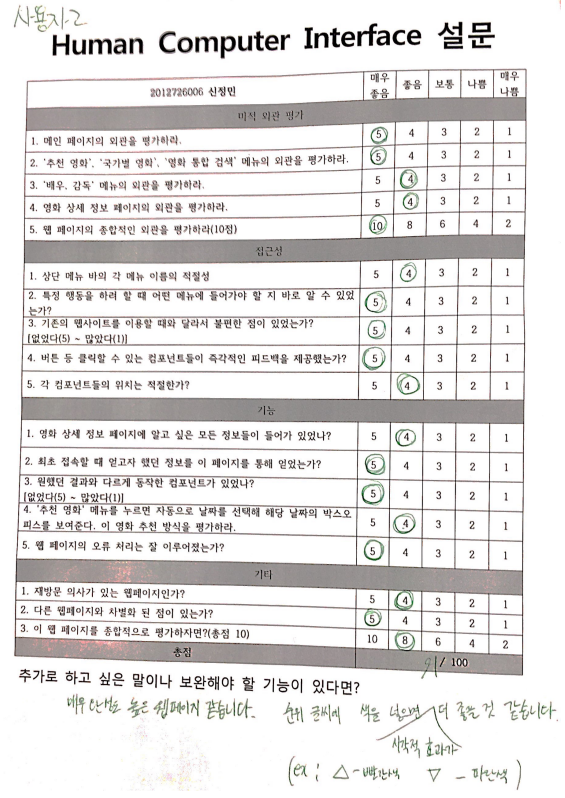 사용자-2
Human Computer Interface 설문
2012726006 신정민 매우 좋음 좋음 보통 나쁨 매우 나쁨
미적 외관 평가
1. 메인 페이지의 외관을 평가하라. 5 4 3 2 1
2. '추천 영화', '국가별 영화', '영화 통합 검색' 메뉴의 외관을 평가하라. 5 4 3 2 1
3. '배우, 감독' 메뉴의 외관을 평가하라. 5 4 3 2 1
4. 영화 상세 정보 페이지의 외관을 평가하라. 5 4 3 2 1
5. 웹 페이지의 종합적인 외관을 평가하라(10점) 10 8 6 4 2
접근성
1. 상단 메뉴 바의 각 메뉴 이름의 적절성 5 4 3 2 1
2. 특정 행동을 하려 할 때 어떤 메뉴에 들어가야 할 지 바로 알 수 있었
는가? 5 4 3 2 1
3. 기존의 웹사이트를 이용할 때와 달라서 불편한 점이 있었는가?
[없었다(5) ~ 많았다(1)] 5 4 3 2 1
4. 버튼 등 클릭할 수 있는 컴포넌트들이 즉각적인 피드백을 제공했는가? 5 4 3 2 1
5. 각 컴포넌트들의 위치는 적절한가? 5 4 3 2 1
기능
1. 영화 상세 정보 페이지에 알고 싶은 모든 정보들이 들어가 있었나? 5 4 3 2 1
2. 최초 접속할 때 얻고자 했던 정보를 이 페이지를 통해 얻었는가? 5 4 3 2 1
3. 원했던 결과와 다르게 동작한 컴포넌트가 있었나?
[없었다(5) ~ 많았다(1)] 5 4 3 2 1
4. '추천 영화' 메뉴를 누르면 자동으로 날짜를 선택해 해당 날짜의 박스오
피스를 보여준다. 이 영화 추천 방식을 평가하라. 5 4 3 2 1
5. 웹 페이지의 오류 처리는 잘 이루어졌는가? 5 4 3 2 1
기타
1. 재방문 의사가 있는 웹페이지인가? 5 4 3 2 1
2. 다른 웹페이지와 차별화 된 점이 있는가? 5 4 3 2 1
3. 이 웹 페이지를 종합적으로 평가하자면?(총점 10) 10 8 6 4 2
총점 91 / 100
추가로 하고 싶은 말이나 보완해야 할 기능이 있다면?
매우 완성도 높은 웹페이지 같습니다. 순위 글씨에 색을 넣으면 더 좋을 것 같습니다.
시각적 효과가
(ex ; △ - 빨간색 ▽ - 파란색)